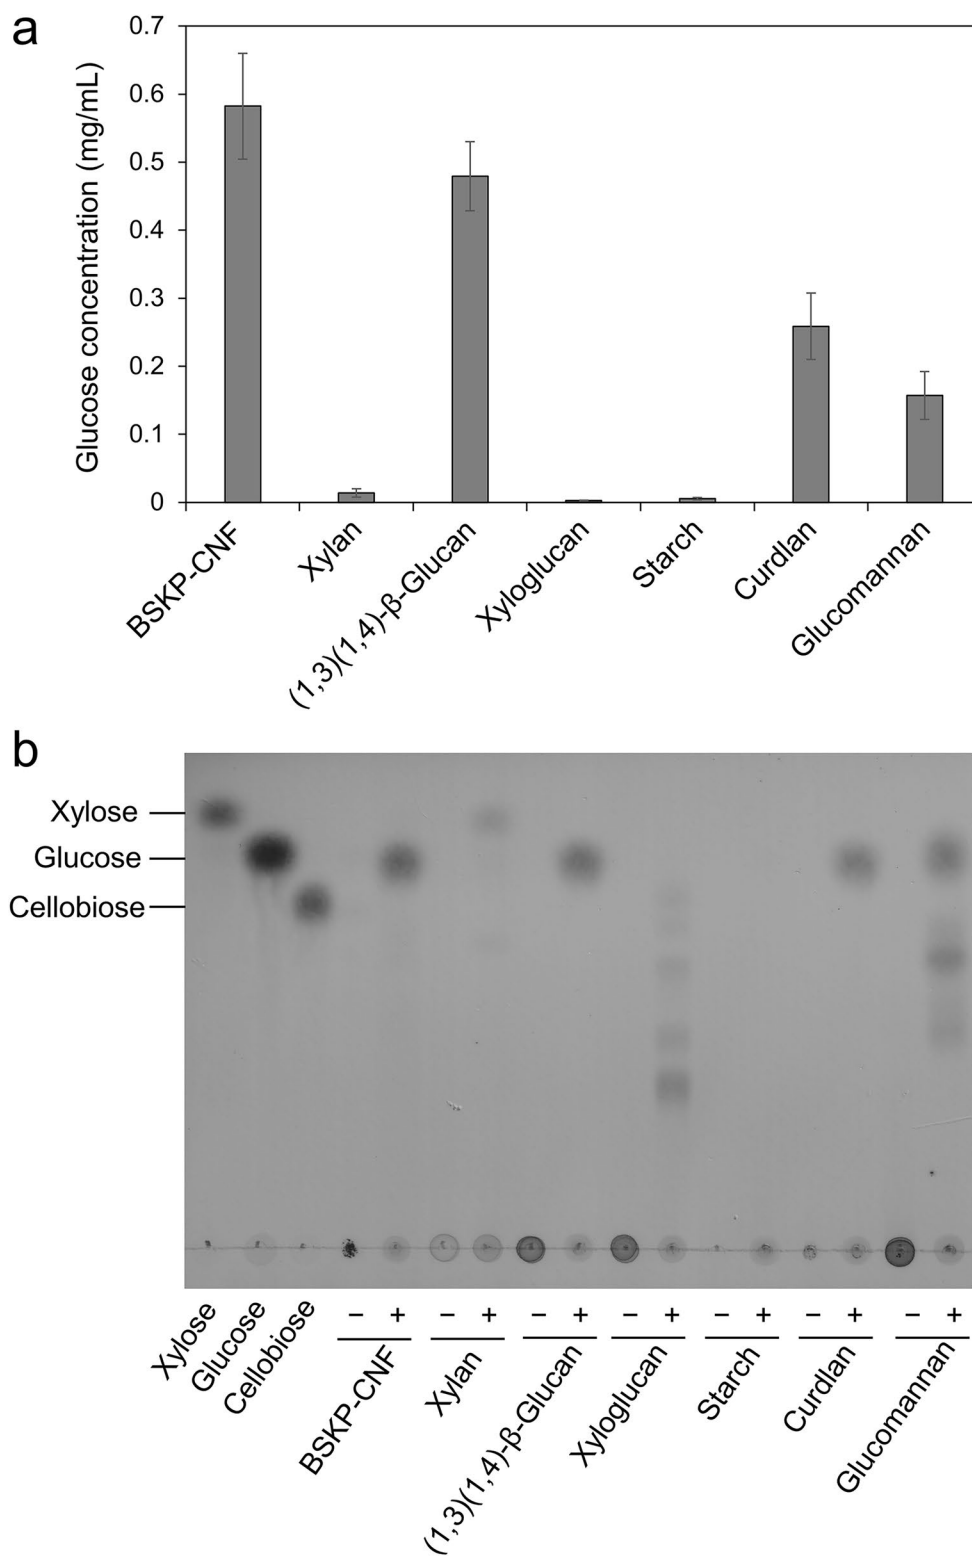 a
Glucose concentration (mg/mL)
0.7
0.6
0.5
0.4
0.3
0.2
0.1
0
BSKP-CNF
Xylan
(1,3)(1,4)-β-Glucan
Xyloglucan
Starch
Curdlan
Glucomannan
b
Xylose
Glucose
Cellobiose
− + − + − + − + − + − + − +
Xylose
Glucose
Cellobiose
BSKP-CNF
Xylan
(1,3)(1,4)-β-Glucan
Xyloglucan
Starch
Curdlan
Glucomannan